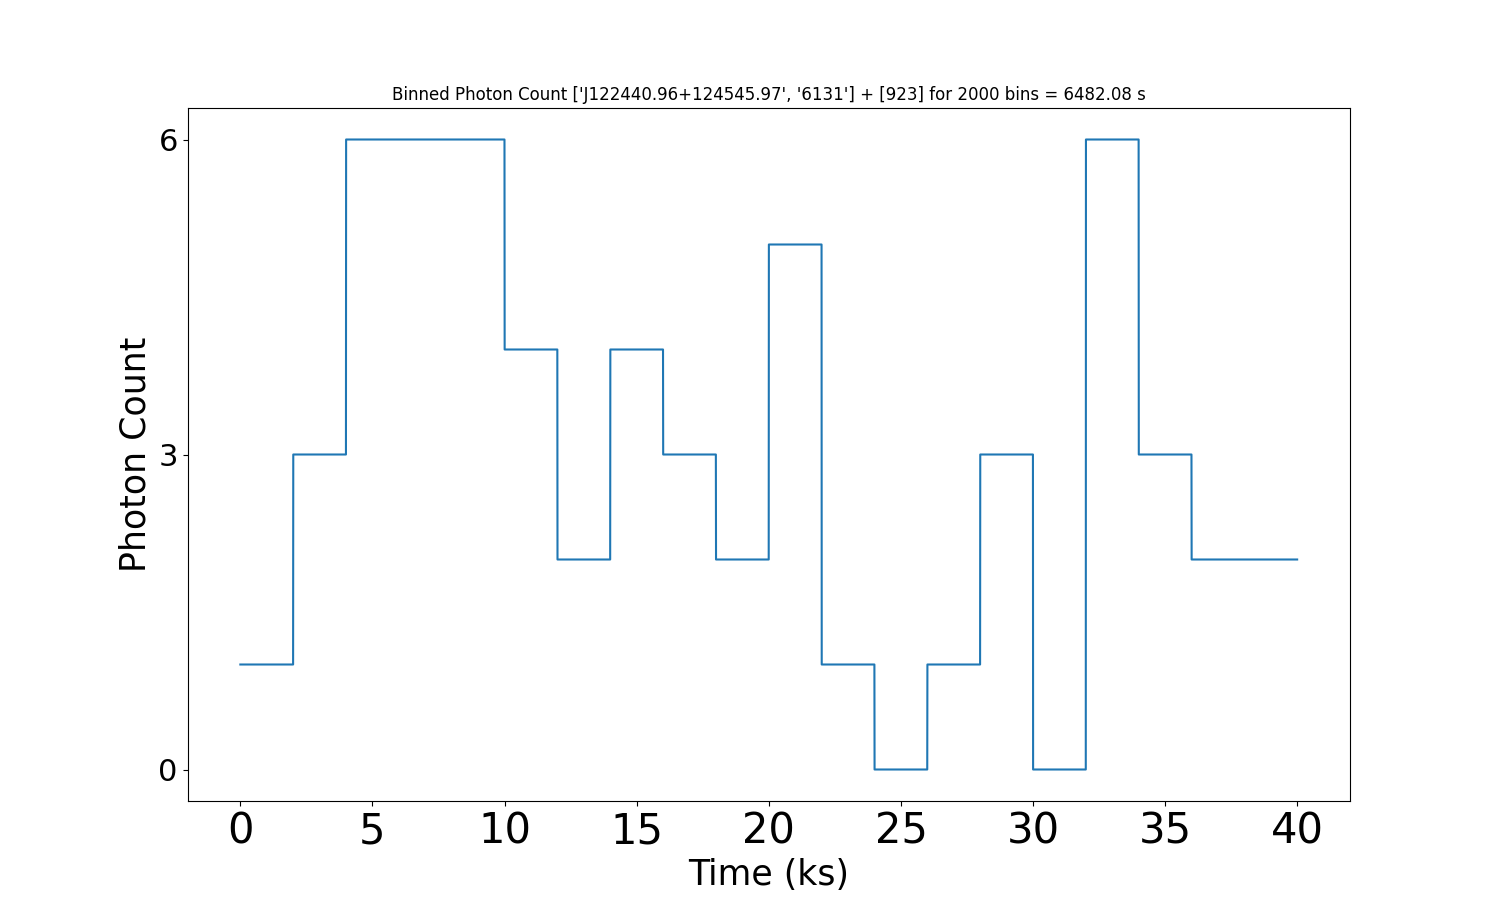 Binned Photon Count ['J122440.96+124545.97', '6131'] + [923] for 2000 bins = 6482.08 s
6
3
0
Photon Count
0 5 10 15 20 25 30 35 40
Time (ks)